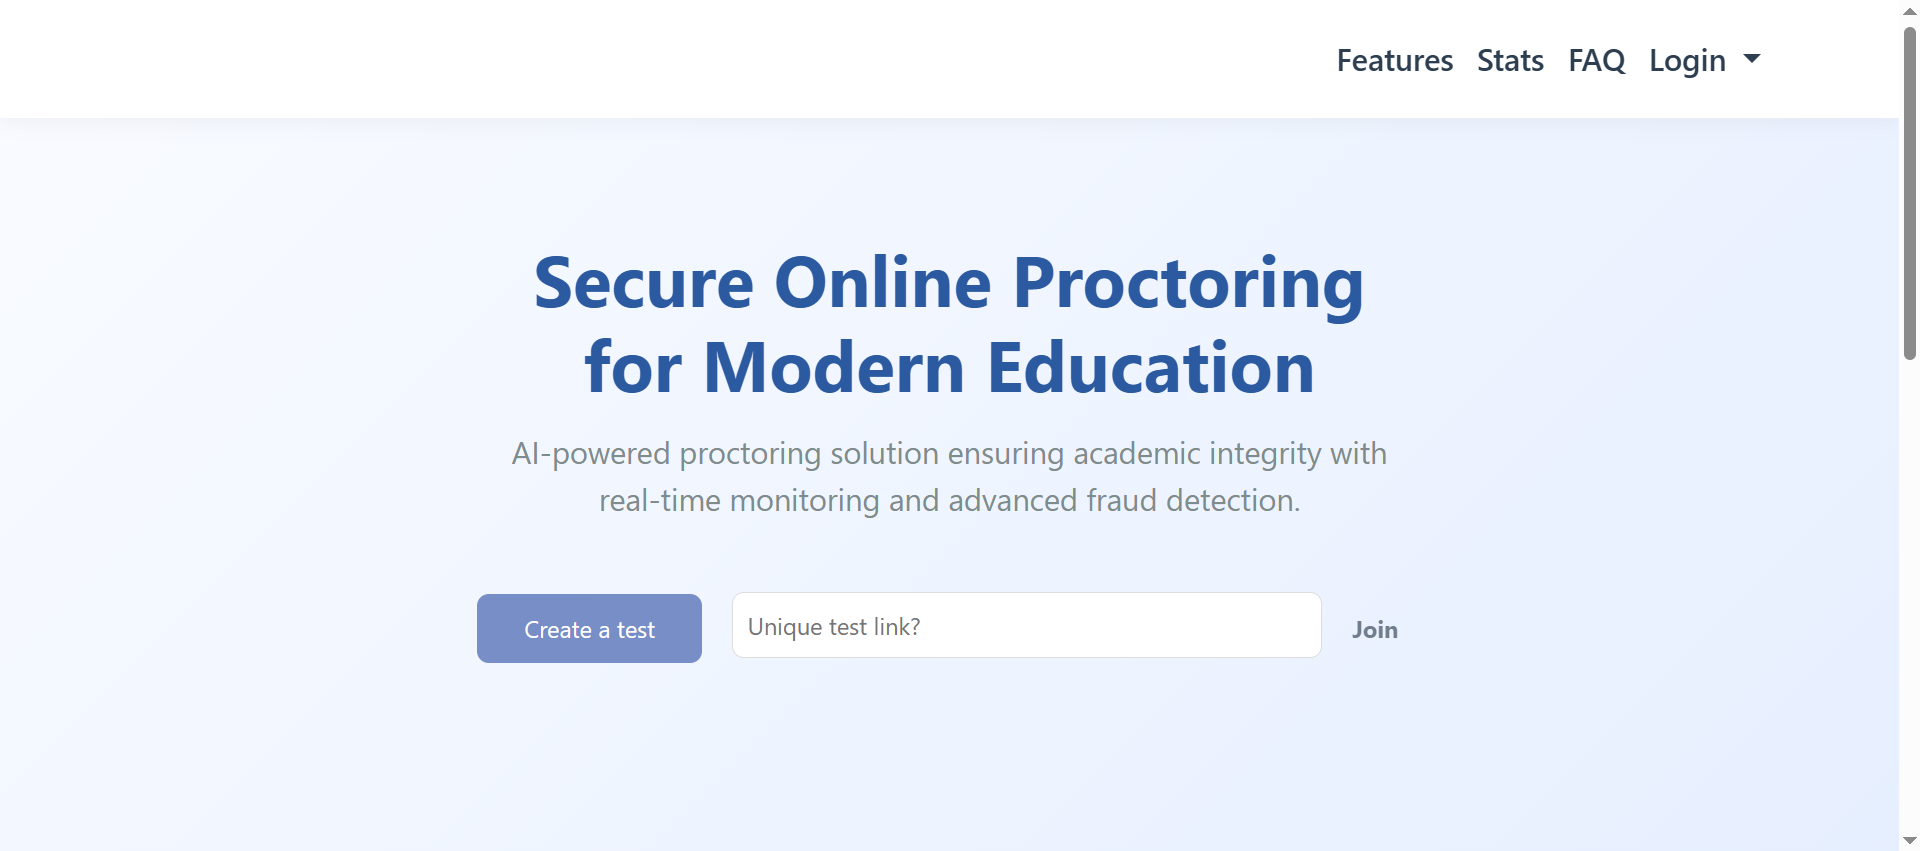 Features Stats FAQ Login
Secure Online Proctoring
for Modern Education
AI-powered proctoring solution ensuring academic integrity with
real-time monitoring and advanced fraud detection.
Create a test Unique test link? Join